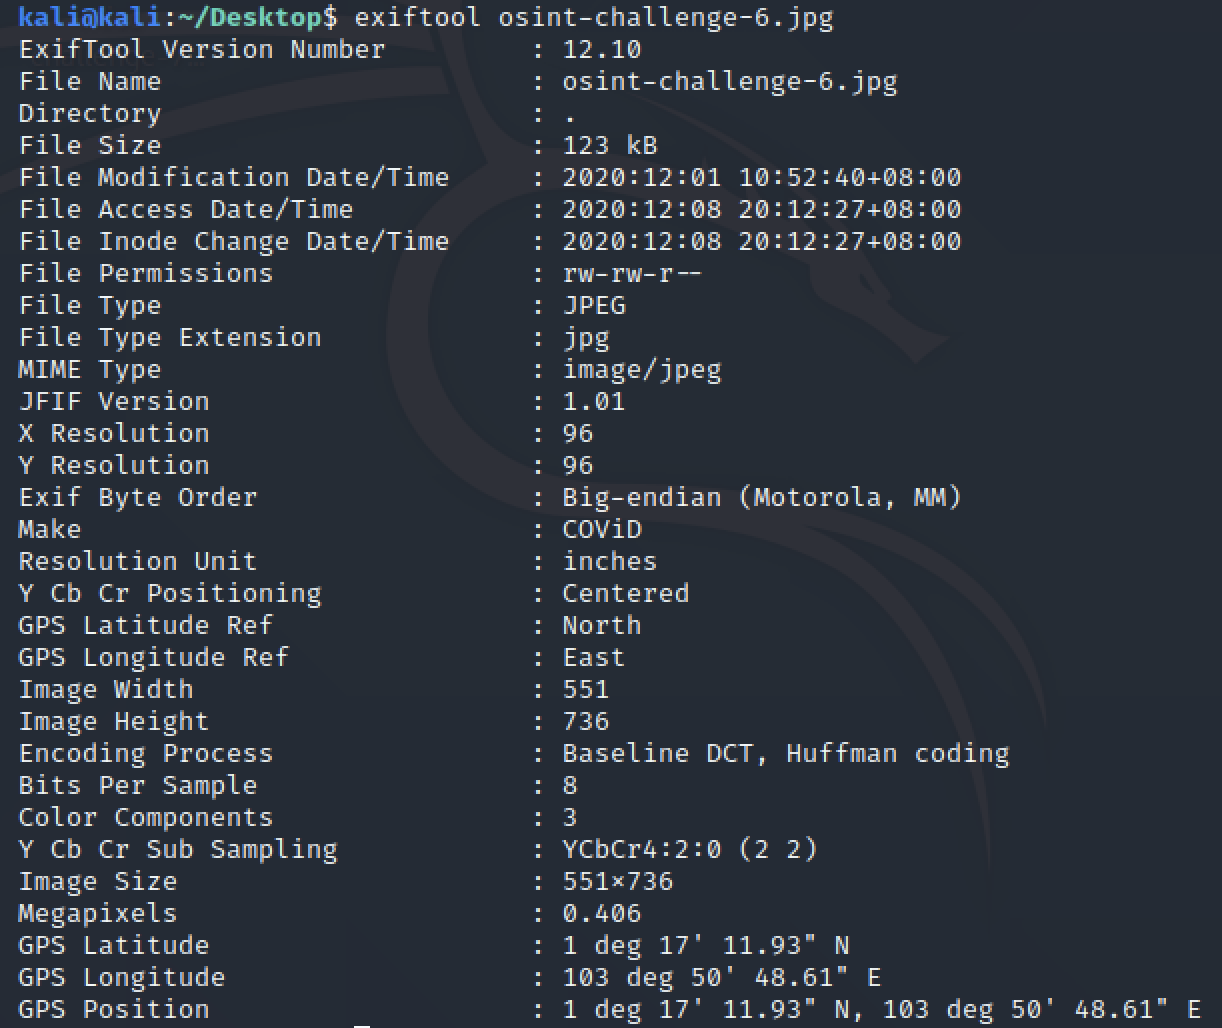 kali@kali:~/Desktop$ exiftool osint-challenge-6.jpg
ExifTool Version Number : 12.10
File Name : osint-challenge-6.jpg
Directory : .
File Size : 123 kB
File Modification Date/Time : 2020:12:01 10:52:40+08:00
File Access Date/Time : 2020:12:08 20:12:27+08:00
File Inode Change Date/Time : 2020:12:08 20:12:27+08:00
File Permissions : rw-rw-r--
File Type : JPEG
File Type Extension : jpg
MIME Type : image/jpeg
JFIF Version : 1.01
X Resolution : 96
Y Resolution : 96
Exif Byte Order : Big-endian (Motorola, MM)
Make : COViD
Resolution Unit : inches
Y Cb Cr Positioning : Centered
GPS Latitude Ref : North
GPS Longitude Ref : East
Image Width : 551
Image Height : 736
Encoding Process : Baseline DCT, Huffman coding
Bits Per Sample : 8
Color Components : 3
Y Cb Cr Sub Sampling : YCbCr4:2:0 (2 2)
Image Size : 551×736
Megapixels : 0.406
GPS Latitude : 1 deg 17' 11.93" N
GPS Longitude : 103 deg 50' 48.61" E
GPS Position : 1 deg 17' 11.93" N, 103 deg 50' 48.61" E